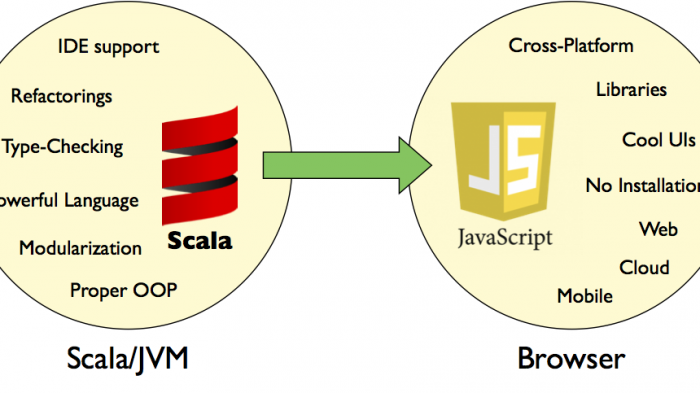 IDE support
Refactorings
Type-Checking
owerful Language
Modularization
Proper OOP
Scala
Scala/JVM
Cross-Platform
Libraries
Cool UIs
No Installation
Web
Cloud
Mobile
JS
JavaScript
Browser